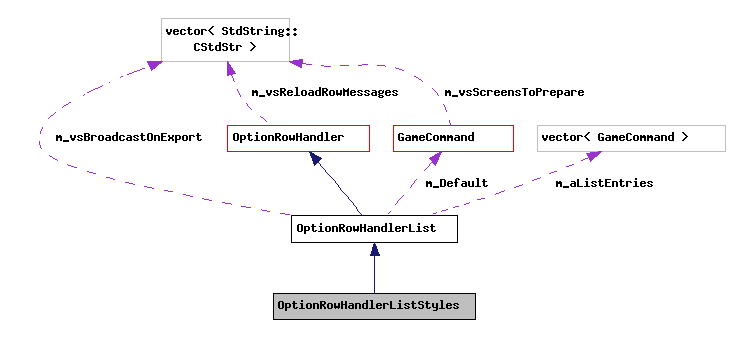 vector< StdString::
CStdStr >
m_vsReloadRowMessages
m_vsScreensToPrepare
m_vsBroadcastOnExport
OptionRowHandler
GameCommand
vector< GameCommand >
m_Default
m_aListEntries
OptionRowHandlerList
OptionRowHandlerListStyles